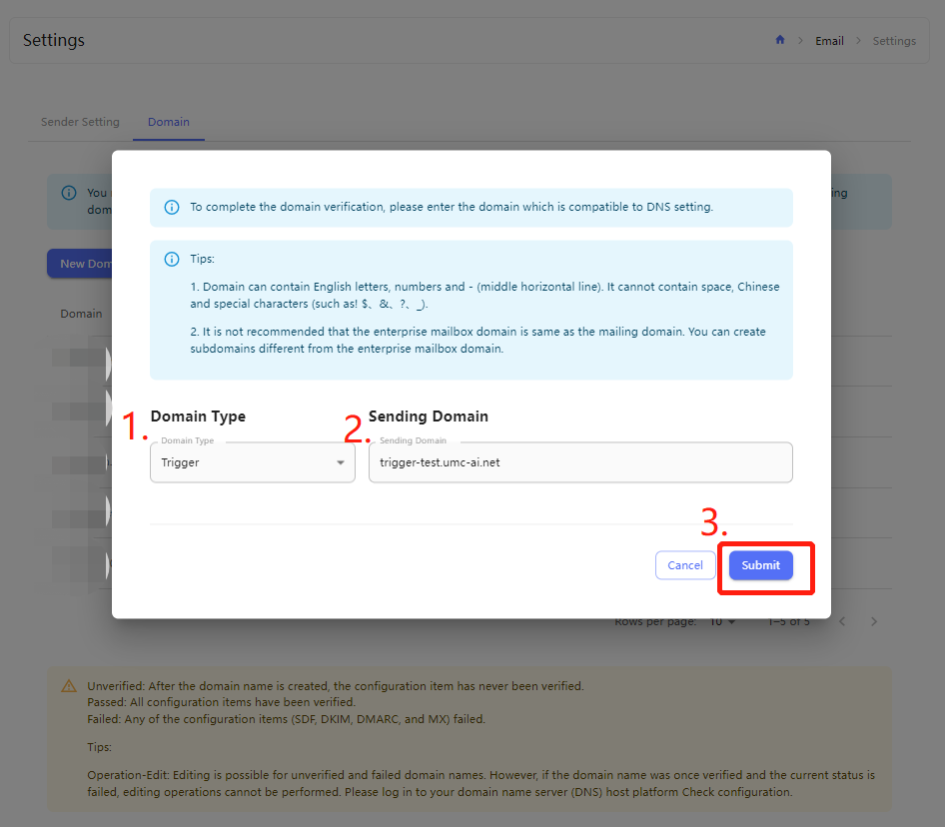 Settings
Email > Settings
Sender Setting
Domain
You
ing
dom
To complete the domain verification, please enter the domain which is compatible to DNS setting.
New Dom
Tips:
1. Domain can contain English letters, numbers and - (middle horizontal line). It cannot contain space, Chinese
and special characters (such as! $、&、?、_).
2. It is not recommended that the enterprise mailbox domain is same as the mailing domain. You can create
subdomains different from the enterprise mailbox domain.
Domain
1.
Domain Type
2.
Sending Domain
Domain Type
Sending Domain
Trigger
trigger-test.umc-ai.net
3.
Cancel
Submit
Rows per page: 10
1–5 of 5
Unverified: After the domain name is created, the configuration item has never been verified.
Passed: All configuration items have been verified.
Failed: Any of the configuration items (SDF, DKIM, DMARC, and MX) failed.
Tips:
Operation-Edit: Editing is possible for unverified and failed domain names. However, if the domain name was once verified and the current status is
failed, editing operations cannot be performed. Please log in to your domain name server (DNS) host platform Check configuration.